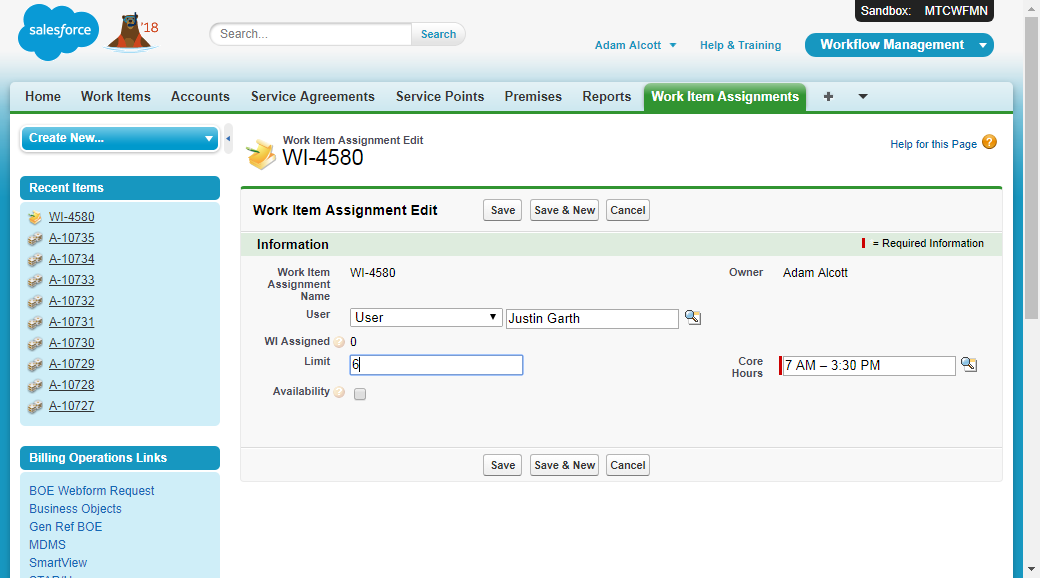 Sandbox: MTCWFMN
salesforce
'18
Search...
Search
Adam Alcott
Help & Training
Workflow Management
Home
Work Items
Accounts
Service Agreements
Service Points
Premises
Reports
Work Item Assignments
+
Create New...
Recent Items
WI-4580
A-10735
A-10734
A-10733
A-10732
A-10731
A-10730
A-10729
A-10728
A-10727
Billing Operations Links
BOE Webform Request
Business Objects
Gen Ref BOE
MDMS
SmartView
Work Item Assignment Edit
WI-4580
Help for this Page ?
Work Item Assignment Edit
Save
Save & New
Cancel
Information
= Required Information
Work Item
Assignment
Name
WI-4580
Owner
Adam Alcott
User
User
Justin Garth
WI Assigned ? 0
Limit
6
Core
Hours
7 AM – 3:30 PM
Availability ?
Save
Save & New
Cancel